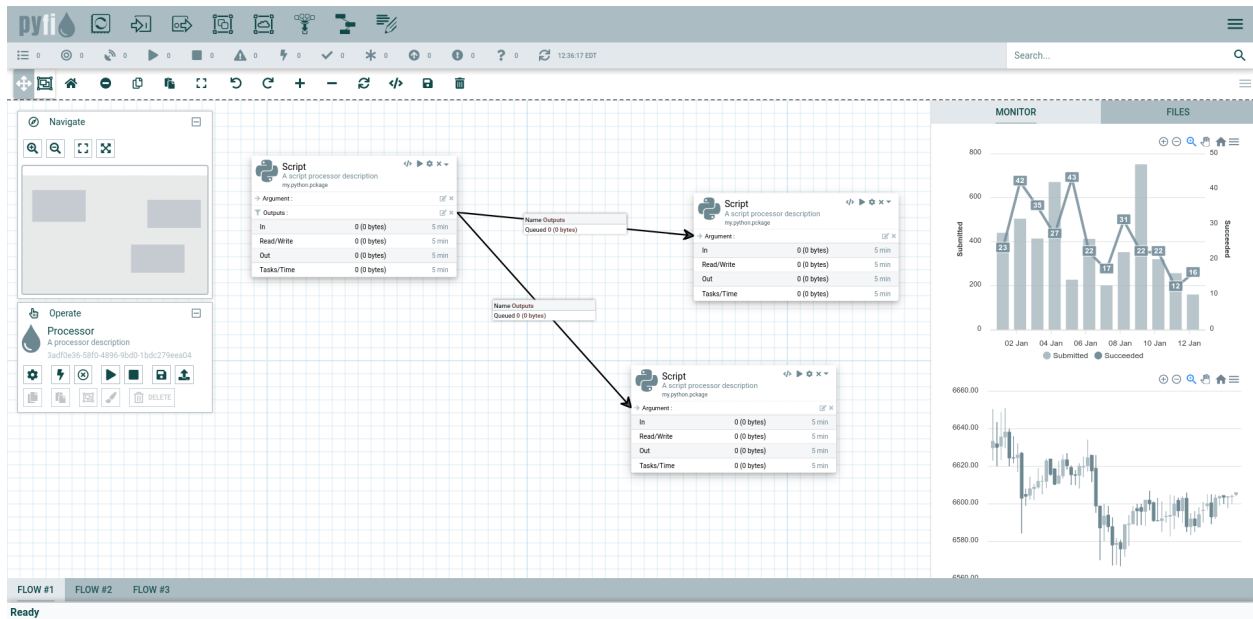 pyfi
0 0 0 0 0 0 0 0 0 0 0 0 12:36:17 EDT
Search...
Navigate
Operate
Processor
A processor description
3adf0e36-58f0-4896-9bd0-1bdc279eea04
DELETE
Script
A script processor description
my.python.pckage
Argument :
Outputs :
In 0 (0 bytes) 5 min
Read/Write 0 (0 bytes) 5 min
Out 0 (0 bytes) 5 min
Tasks/Time 0 (0 bytes) 5 min
Name Outputs
Queued 0 (0 bytes)
Name Outputs
Queued 0 (0 bytes)
Script
A script processor description
my.python.pckage
Argument :
In 0 (0 bytes) 5 min
Read/Write 0 (0 bytes) 5 min
Out 0 (0 bytes) 5 min
Tasks/Time 0 (0 bytes) 5 min
Script
A script processor description
my.python.pckage
Argument :
In 0 (0 bytes) 5 min
Read/Write 0 (0 bytes) 5 min
Out 0 (0 bytes) 5 min
Tasks/Time 0 (0 bytes) 5 min
MONITOR FILES
800
600
400
200
0
Submitted
50
40
30
20
10
0
Succeeded
23 42 35 27 43 22 17 31 22 22 12 16
02 Jan 04 Jan 06 Jan 08 Jan 10 Jan 12 Jan
Submitted Succeeded
6660.00
6640.00
6620.00
6600.00
6580.00
6560.00
FLOW #1 FLOW #2 FLOW #3
Ready